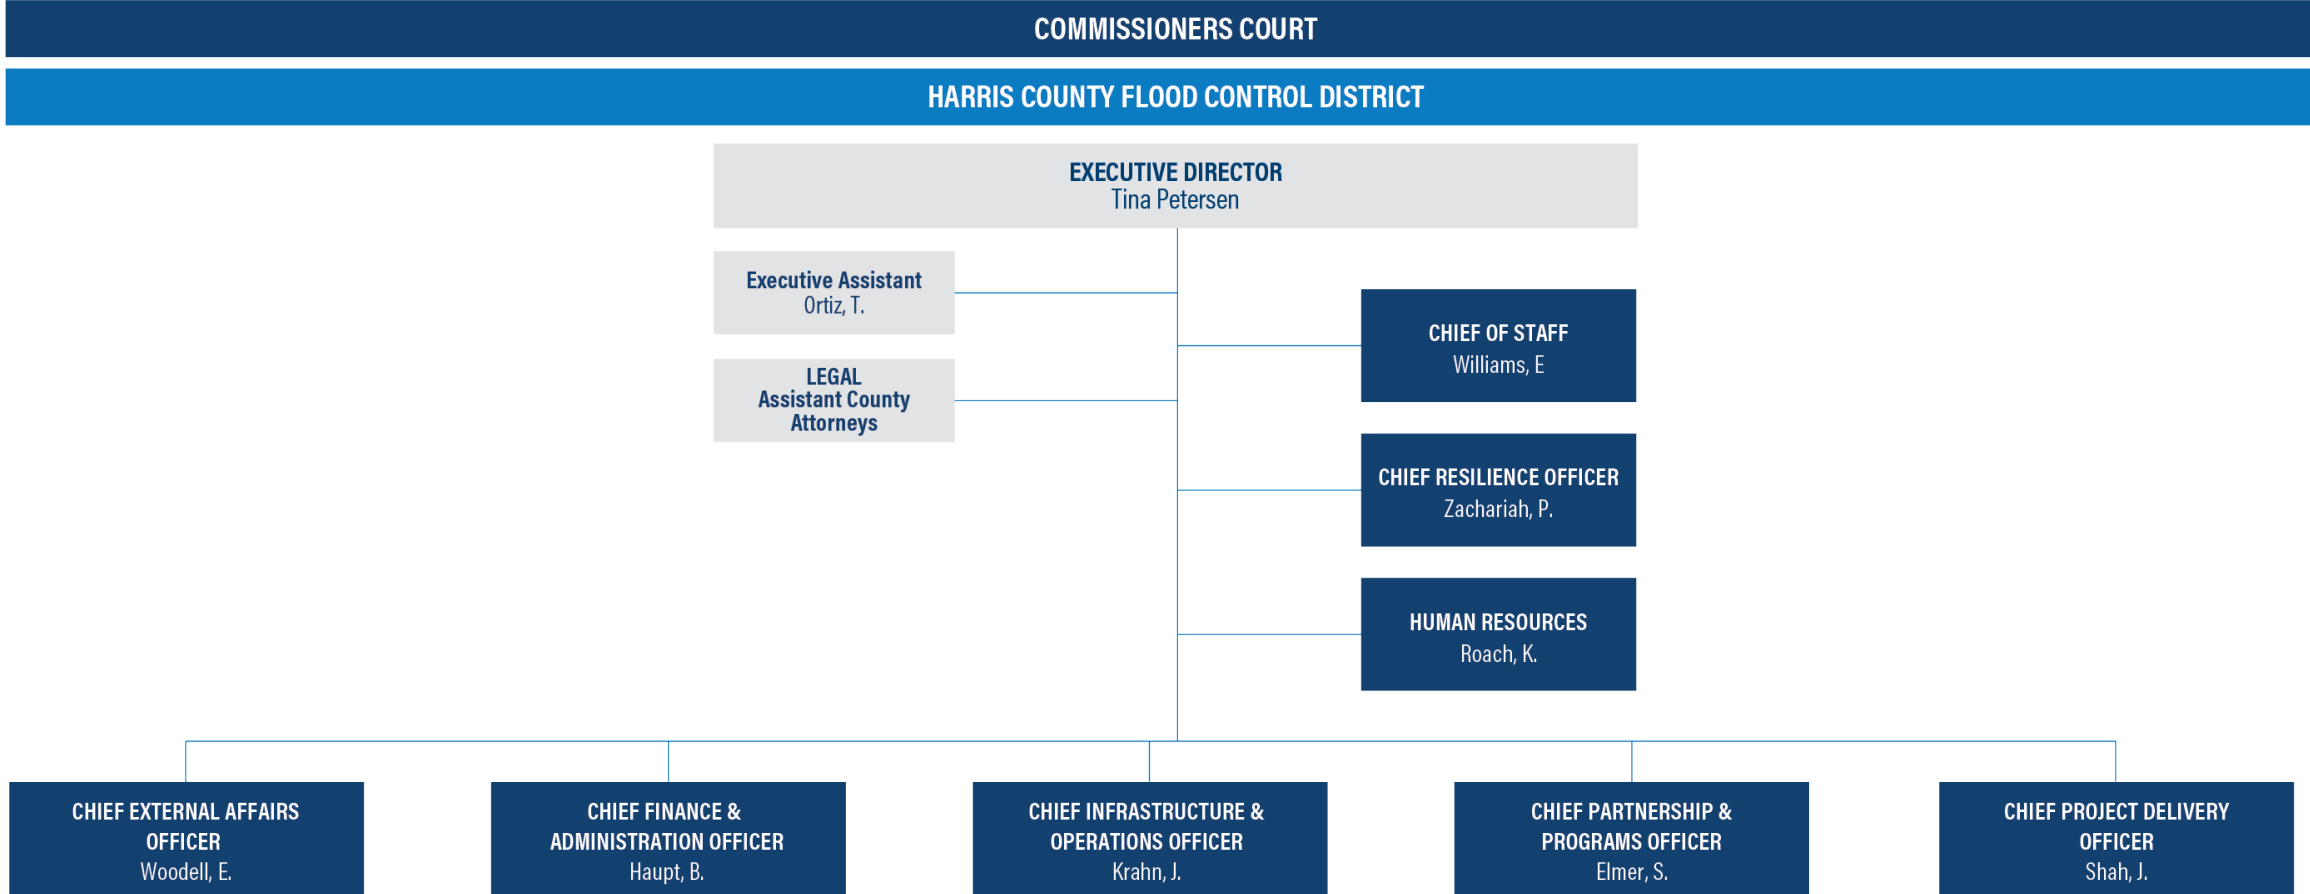 COMMISSIONERS COURT
HARRIS COUNTY FLOOD CONTROL DISTRICT
EXECUTIVE DIRECTOR
Tina Petersen
Executive Assistant
Ortiz, T.
LEGAL
Assistant County
Attorneys
CHIEF OF STAFF
Williams, E
CHIEF RESILIENCE OFFICER
Zachariah, P.
HUMAN RESOURCES
Roach, K.
CHIEF EXTERNAL AFFAIRS
OFFICER
Woodell, E.
CHIEF FINANCE &
ADMINISTRATION OFFICER
Haupt, B.
CHIEF INFRASTRUCTURE &
OPERATIONS OFFICER
Krahn, J.
CHIEF PARTNERSHIP &
PROGRAMS OFFICER
Elmer, S.
CHIEF PROJECT DELIVERY
OFFICER
Shah, J.